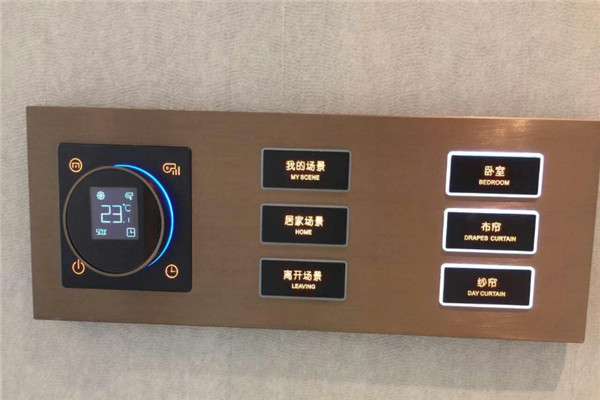 23.1
℃
50%
我的场景
MY SCENE
居家场景
HOME
离开场景
LEAVING
卧室
BEDROOM
布帘
DRAPES CURTAIN
纱帘
DAY CURTAIN